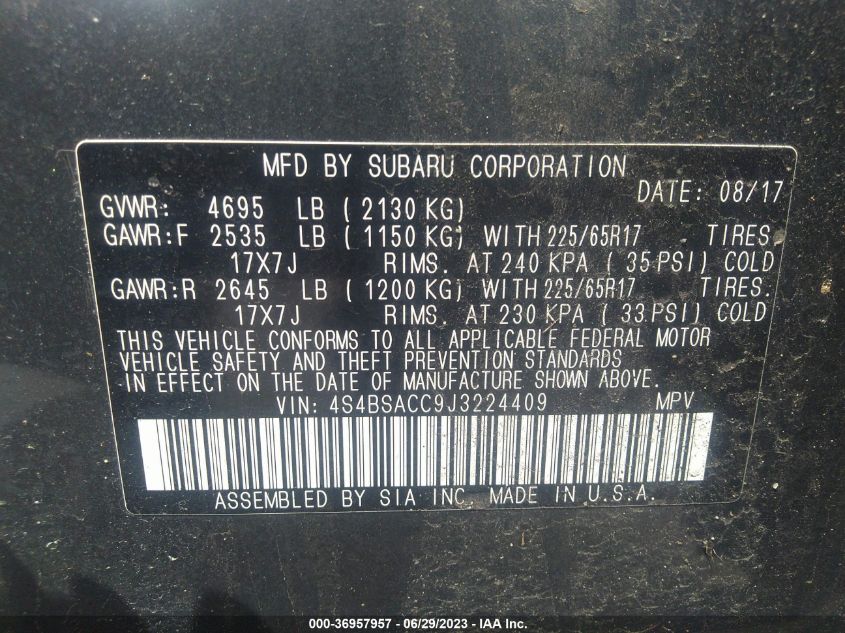 MFD BY SUBARU CORPORATION
DATE: 08/17
GVWR: 4695 LB ( 2130 KG)
GAWR:F 2535 LB ( 1150 KG) WITH 225/65R17 TIRES,
17X7J RIMS. AT 240 KPA ( 35 PSI) COLD
GAWR:R 2645 LB ( 1200 KG) WITH 225/65R17 TIRES.
17X7J RIMS. AT 230 KPA ( 33 PSI) COLD
THIS VEHICLE CONFORMS TO ALL APPLICABLE FEDERAL MOTOR
VEHICLE SAFETY AND THEFT PREVENTION STANDARDS
IN EFFECT ON THE DATE OF MANUFACTURE SHOWN ABOVE.
VIN: 4S4BSACC9J3224409 MPV
ASSEMBLED BY SIA INC. MADE IN U.S.A.
000-36957957 - 06/29/2023 - IAA Inc.